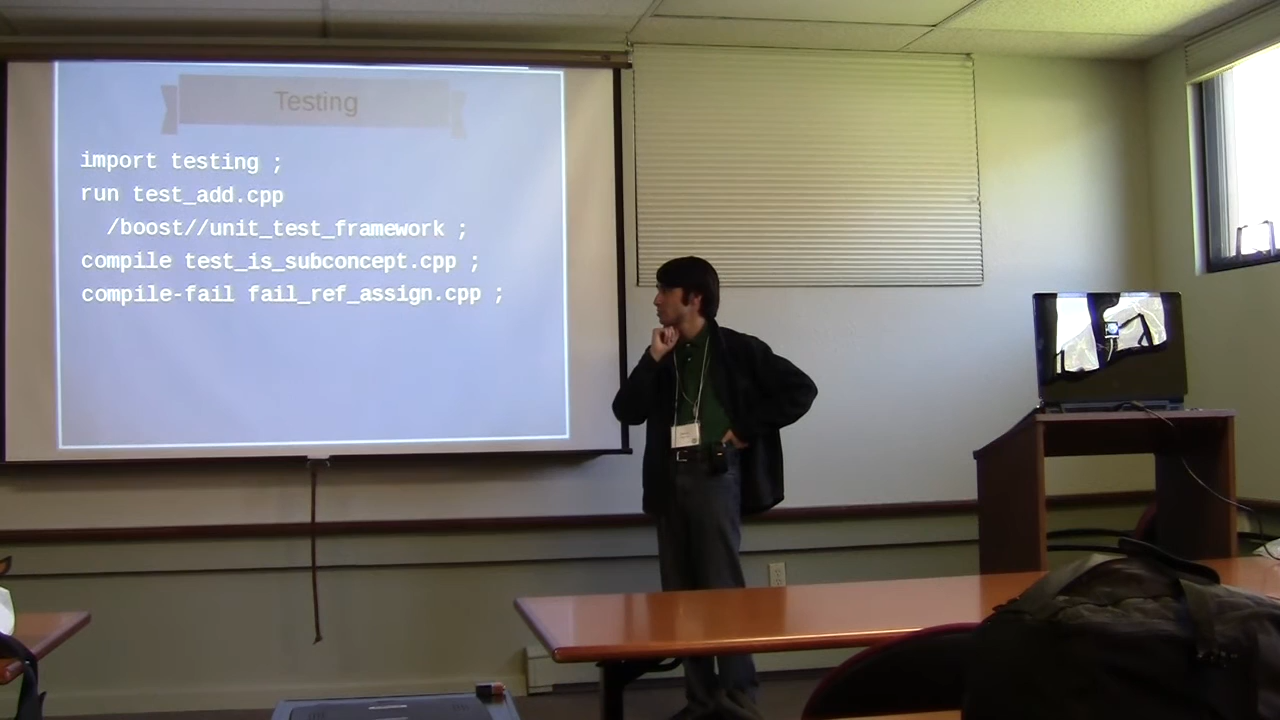 Testing
import testing ;
run test_add.cpp
/boost//unit_test_framework ;
compile test_is_subconcept.cpp ;
compile-fail fail_ref_assign.cpp ;